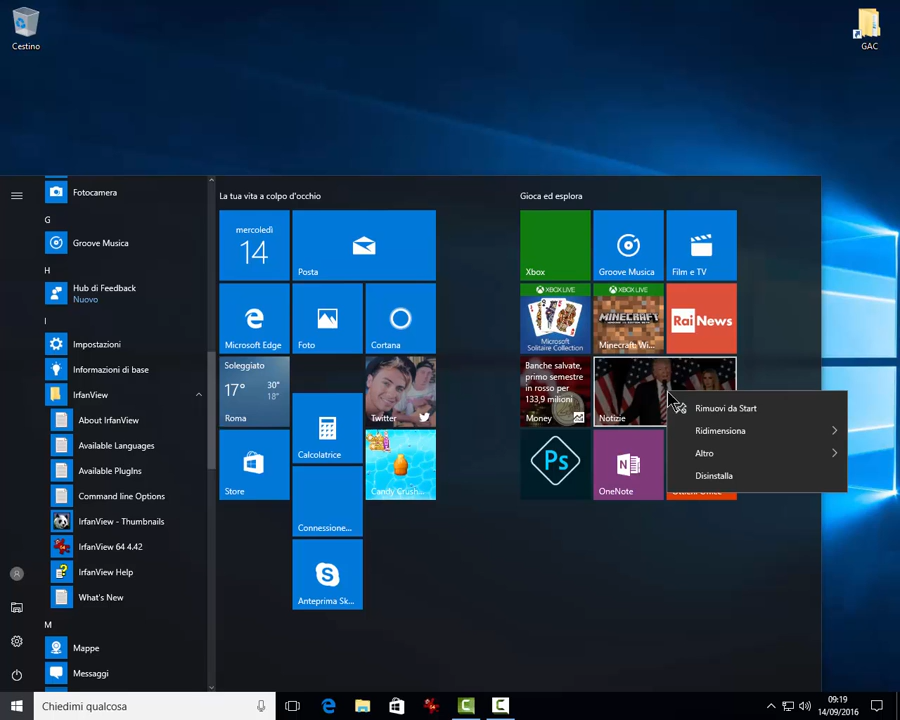 Cestino
GAC
Fotocamera
G
Groove Musica
H
Hub di Feedback
Nuovo
I
Impostazioni
Informazioni di base
IrfanView
About IrfanView
Available Languages
Available PlugIns
Command line Options
IrfanView - Thumbnails
IrfanView 64 4.42
IrfanView Help
What's New
M
Mappe
Messaggi
La tua vita a colpo d'occhio
mercoledì
14
Posta
Microsoft Edge
Foto
Cortana
Soleggiato
17°
30°
18°
Roma
Twitter
Calcolatrice
Store
Candy Crush...
Connessione...
Anteprima Sk...
Gioca ed esplora
Xbox
Groove Musica
Film e TV
XBOX LIVE
Microsoft
Solitaire Collection
XBOX LIVE
MINECRAFT
Minecraft: Wi...
Rai News
Banche salvate,
primo semestre
in rosso per
133,9 milioni
Money
Notizie
Ps
OneNote
Rimuovi da Start
Ridimensiona
Altro
Disinstalla
Chiedimi qualcosa
09:19
14/09/2016